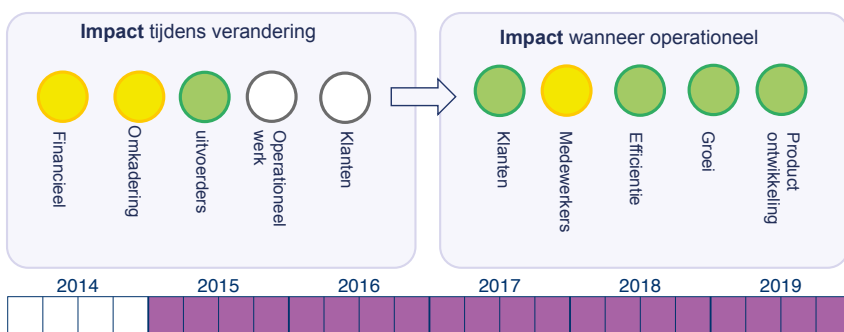 Impact tijdens verandering
Financieel
Omkadering
uitvoerders
Operationeel
werk
Klanten
Impact wanneer operationeel
Klanten
Medewerkers
Efficientie
Groei
Product
ontwikkeling
2014 2015 2016 2017 2018 2019